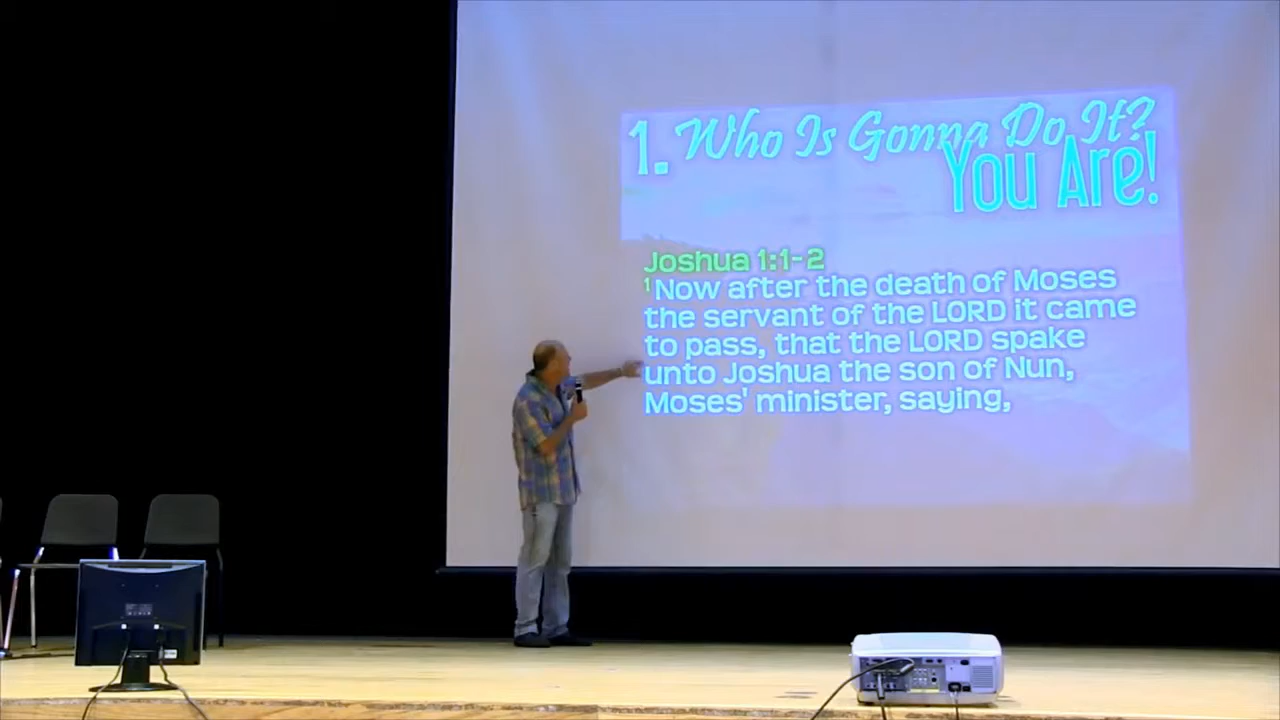 1. Who Is Gonna Do It?
You Are!
Joshua 1:1-2
1 Now after the death of Moses
the servant of the LORD it came
to pass, that the LORD spake
unto Joshua the son of Nun,
Moses' minister, saying,